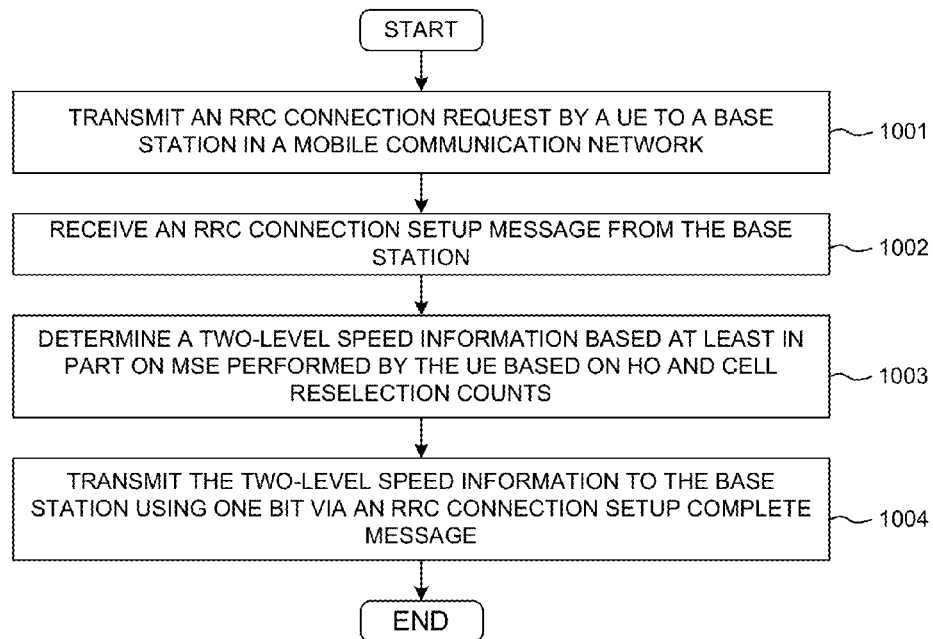 START
TRANSMIT AN RRC CONNECTION REQUEST BY A UE TO A BASE
STATION IN A MOBILE COMMUNICATION NETWORK
1001
RECEIVE AN RRC CONNECTION SETUP MESSAGE FROM THE BASE
STATION
1002
DETERMINE A TWO-LEVEL SPEED INFORMATION BASED AT LEAST IN
PART ON MSE PERFORMED BY THE UE BASED ON HO AND CELL
RESELECTION COUNTS
1003
TRANSMIT THE TWO-LEVEL SPEED INFORMATION TO THE BASE
STATION USING ONE BIT VIA AN RRC CONNECTION SETUP COMPLETE
MESSAGE
1004
END